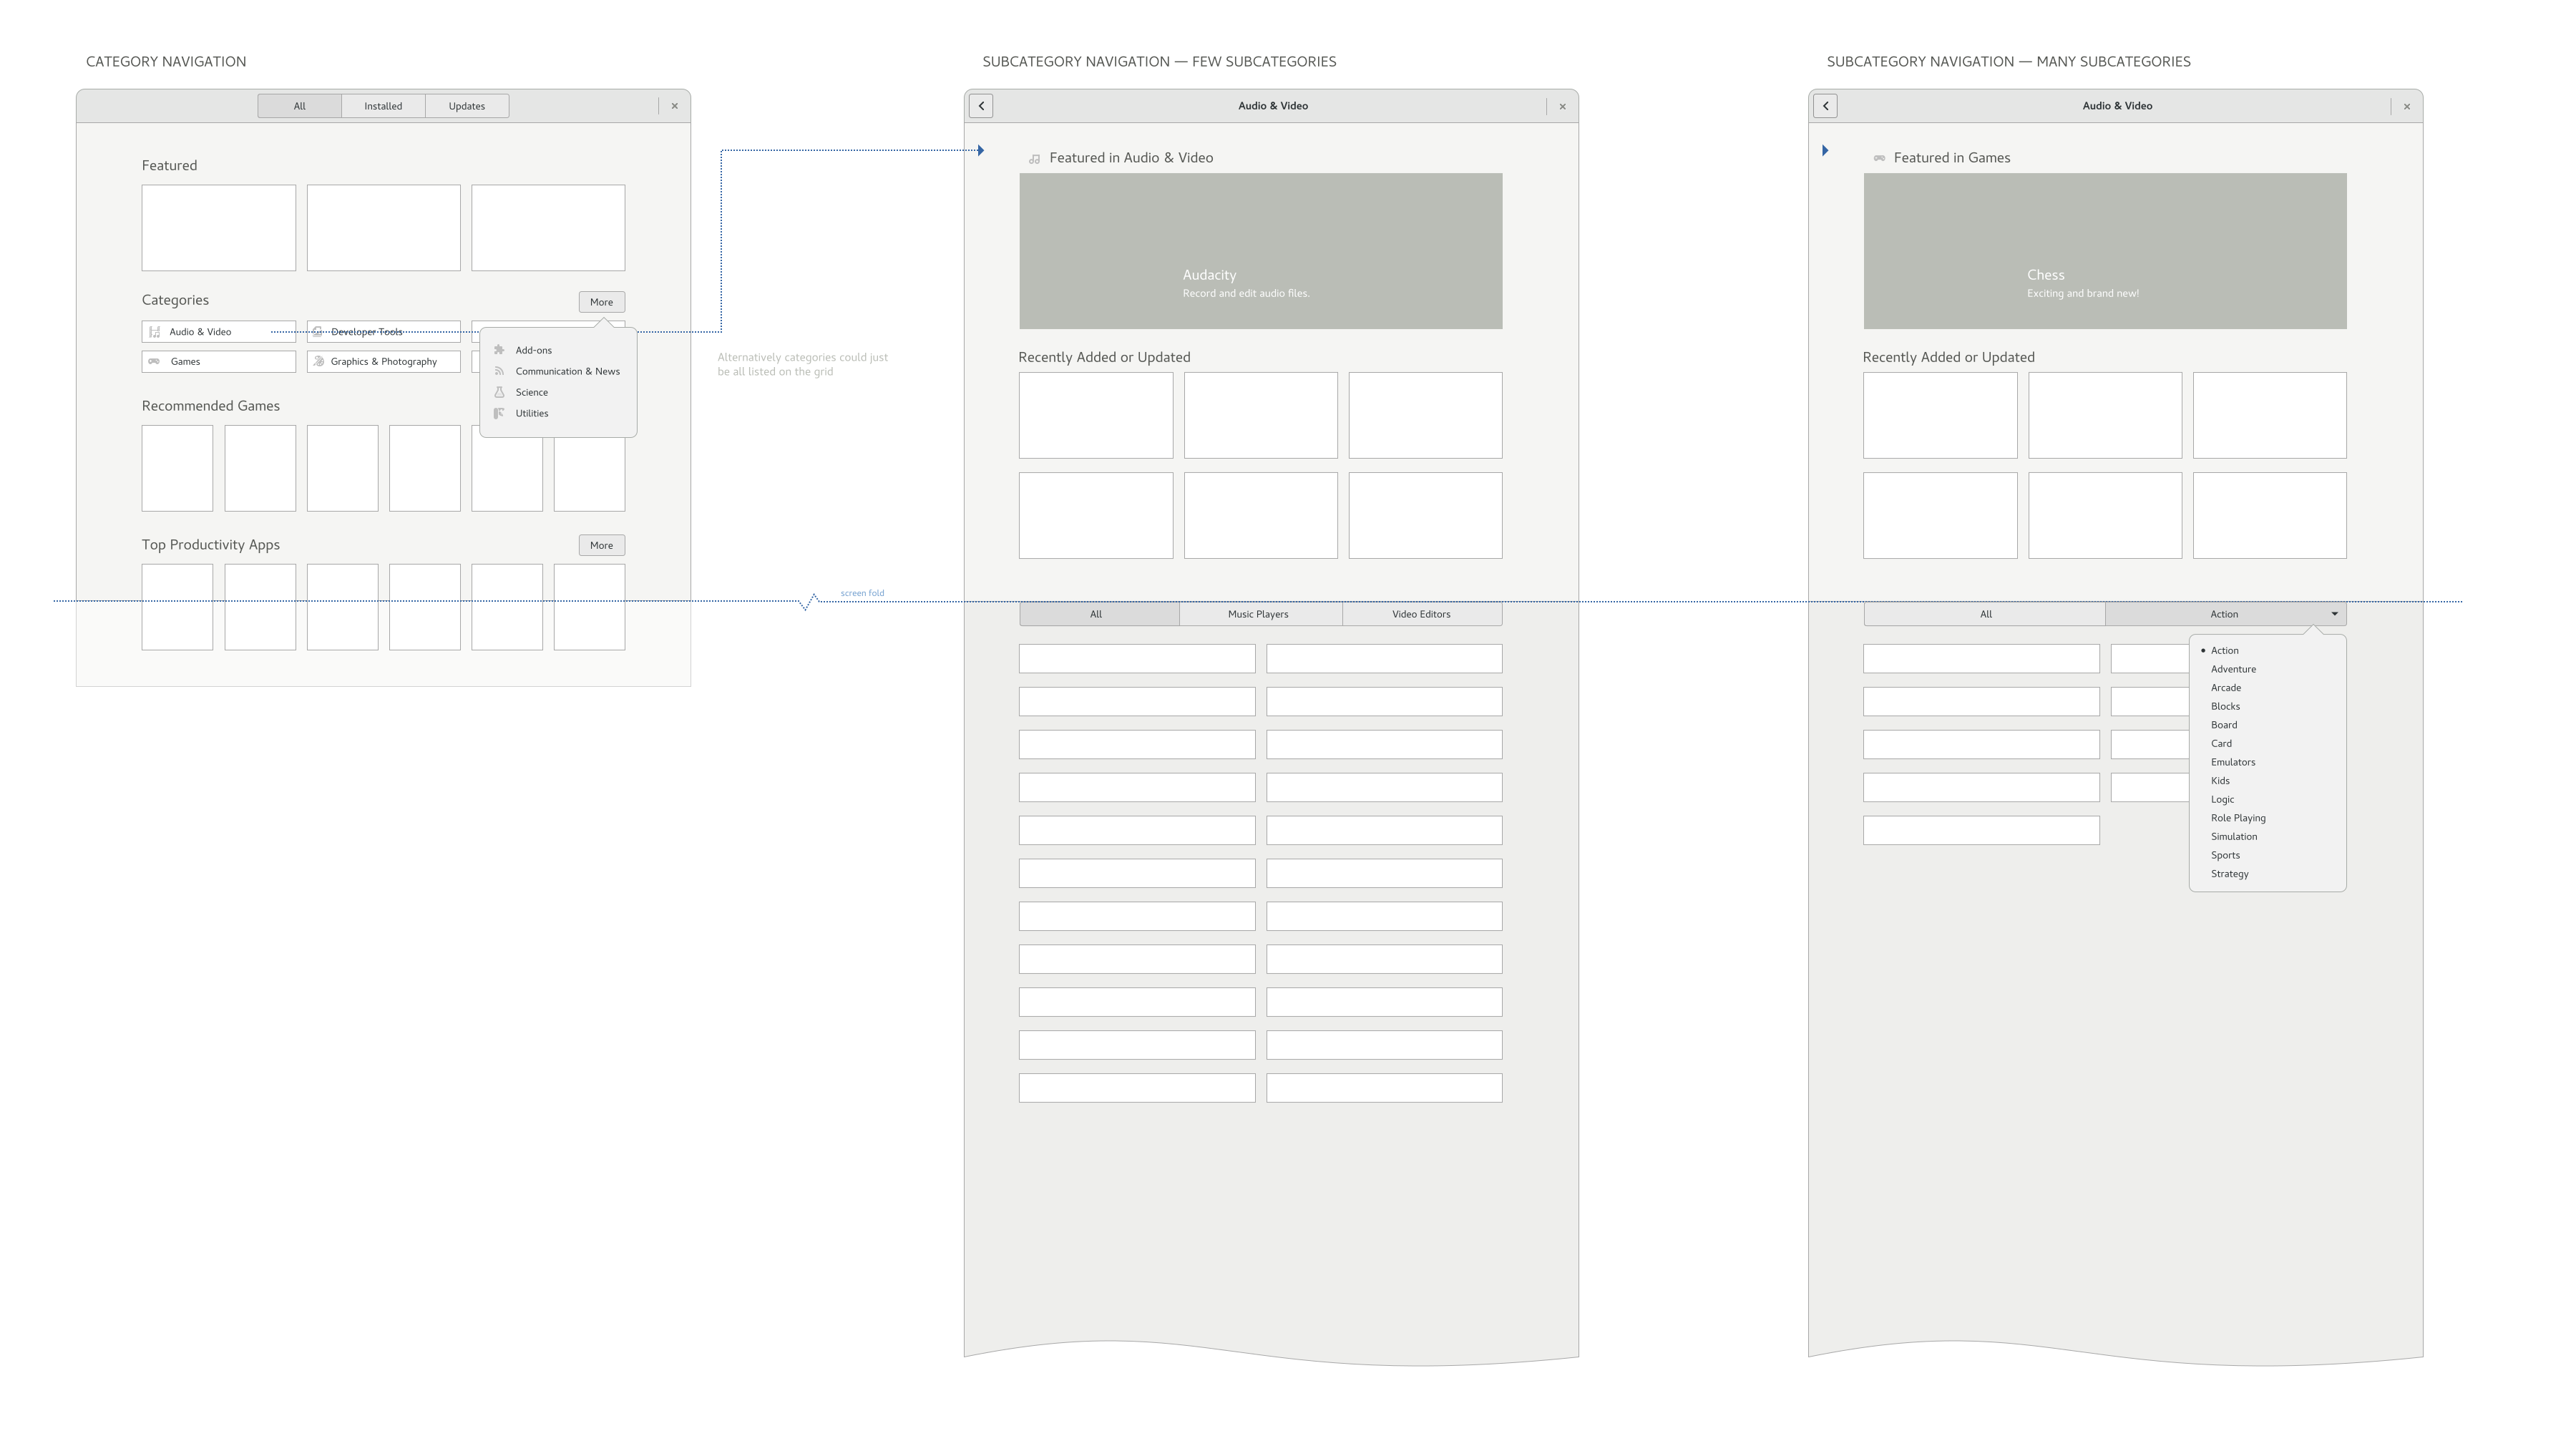 CATEGORY NAVIGATION
All
Installed
Updates
Featured
Categories
More
Audio & Video
Developer Tools
Games
Graphics & Photography
Add-ons
Communication & News
Science
Utilities
Recommended Games
Top Productivity Apps
More
Alternatively categories could just
be all listed on the grid
screen fold
SUBCATEGORY NAVIGATION — FEW SUBCATEGORIES
Audio & Video
Featured in Audio & Video
Audacity
Record and edit audio files.
Recently Added or Updated
All
Music Players
Video Editors
SUBCATEGORY NAVIGATION — MANY SUBCATEGORIES
Audio & Video
Featured in Games
Chess
Exciting and brand new!
Recently Added or Updated
All
Action
Action
Adventure
Arcade
Blocks
Board
Card
Emulators
Kids
Logic
Role Playing
Simulation
Sports
Strategy